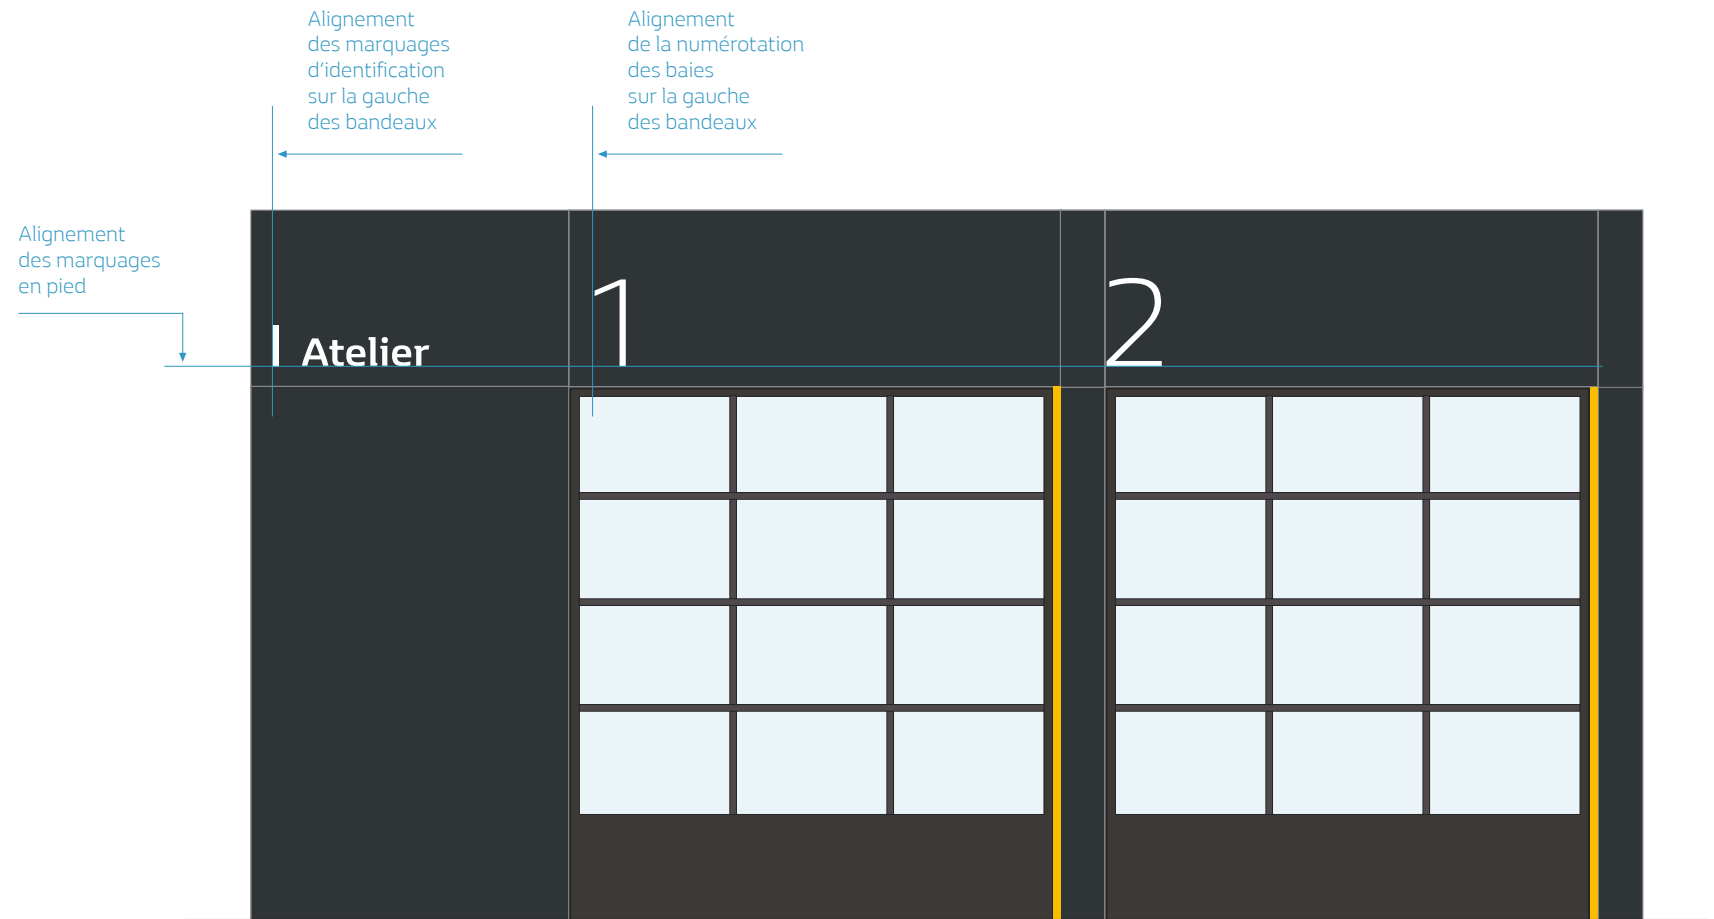 Alignement
des marquages
d'identification
sur la gauche
des bandeaux
Alignement
de la numérotation
des baies
sur la gauche
des bandeaux
Alignement
des marquages
en pied
Atelier
1
2